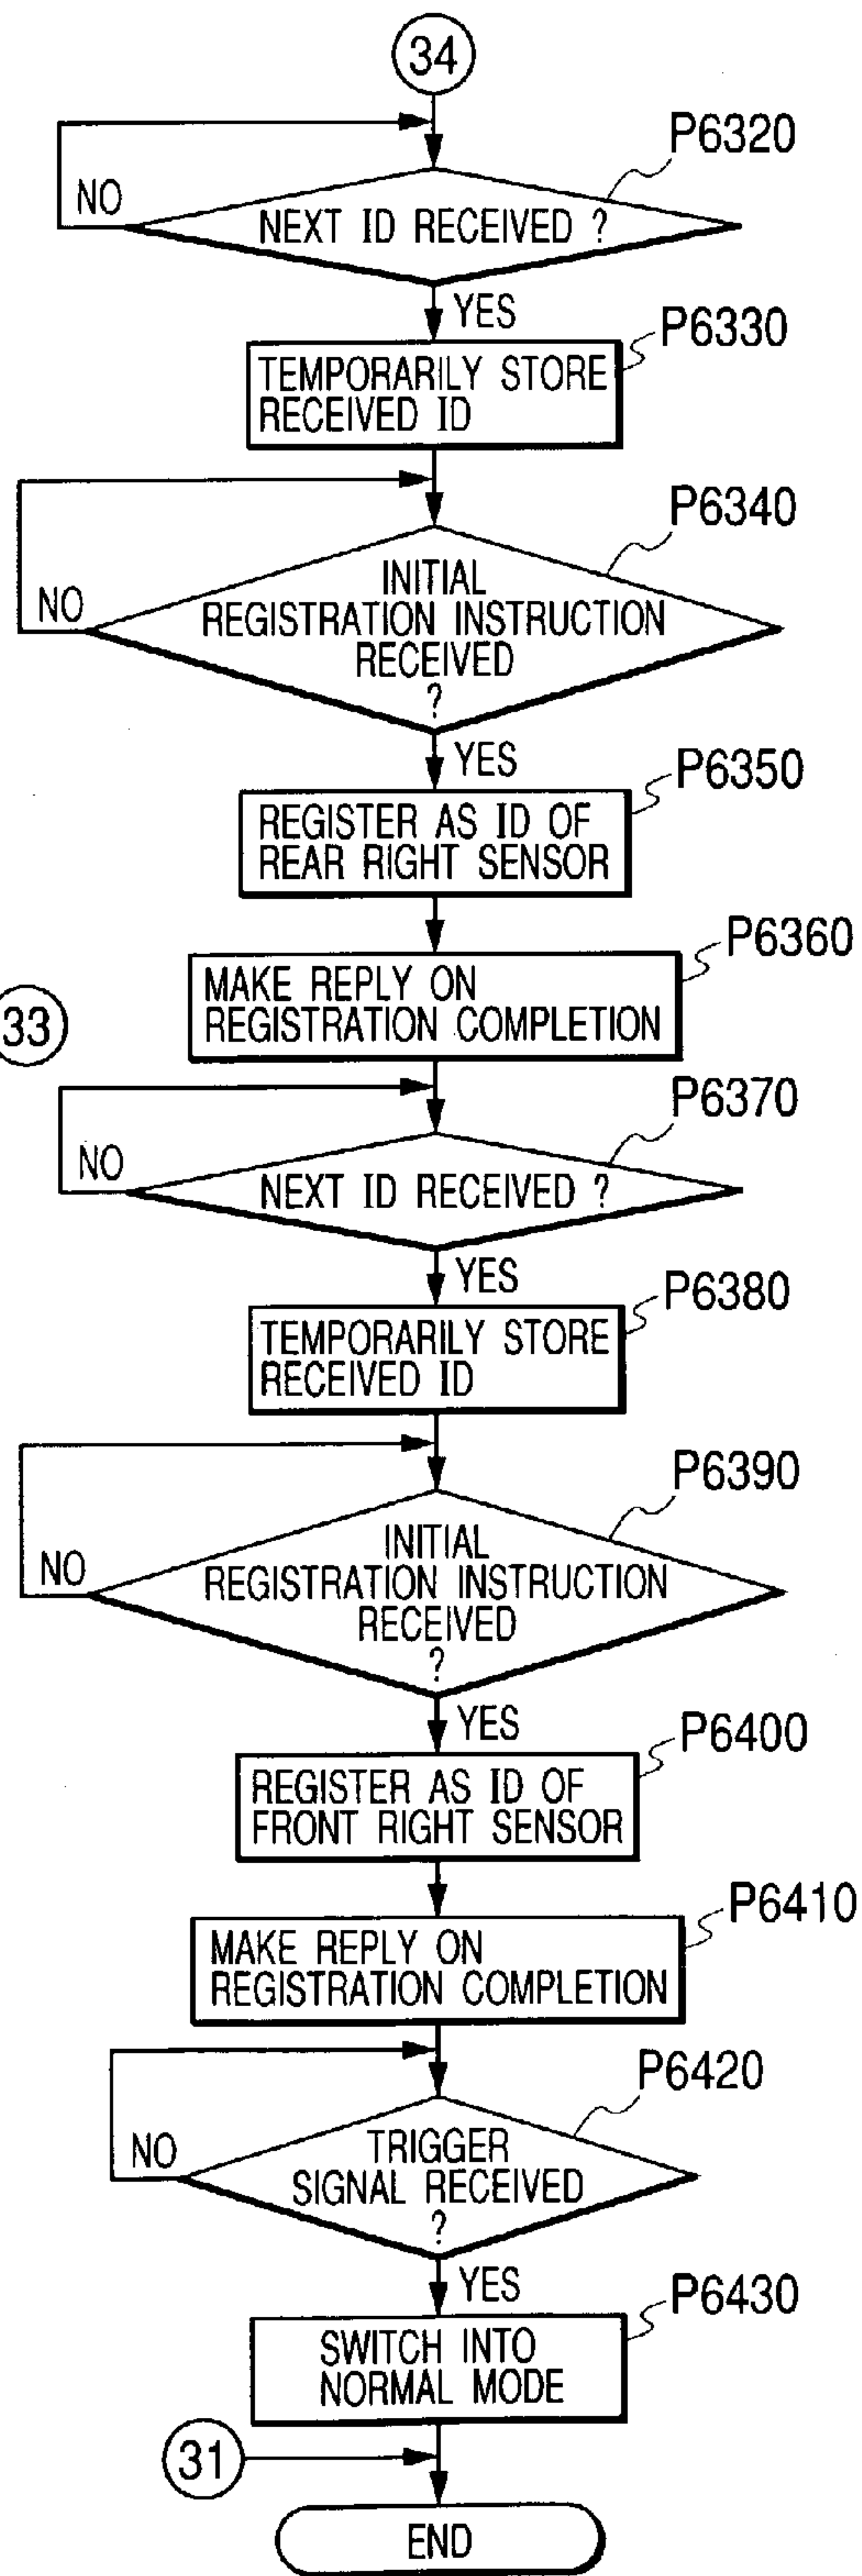 34
P6320
NO
NEXT ID RECEIVED ?
YES
P6330
TEMPORARILY STORE
RECEIVED ID
P6340
NO
INITIAL
REGISTRATION INSTRUCTION
RECEIVED
?
YES
P6350
REGISTER AS ID OF
REAR RIGHT SENSOR
P6360
MAKE REPLY ON
REGISTRATION COMPLETION
33
P6370
NO
NEXT ID RECEIVED ?
YES
P6380
TEMPORARILY STORE
RECEIVED ID
P6390
NO
INITIAL
REGISTRATION INSTRUCTION
RECEIVED
?
YES
P6400
REGISTER AS ID OF
FRONT RIGHT SENSOR
P6410
MAKE REPLY ON
REGISTRATION COMPLETION
P6420
NO
TRIGGER
SIGNAL RECEIVED
?
YES
P6430
SWITCH INTO
NORMAL MODE
31
END